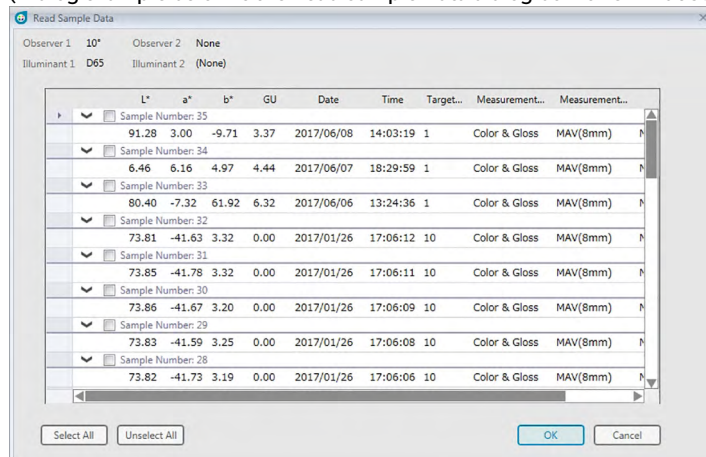 Read Sample Data
Observer 1 10° Observer 2 None
Illuminant 1 D65 Illuminant 2 (None)
L* a* b* GU Date Time Target... Measurement... Measurement...
Sample Number: 35
91.28 3.00 -9.71 3.37 2017/06/08 14:03:19 1 Color & Gloss MAV(8mm)
Sample Number: 34
6.46 6.16 4.97 4.44 2017/06/07 18:29:59 1 Color & Gloss MAV(8mm)
Sample Number: 33
80.40 -7.32 61.92 6.32 2017/06/06 13:24:36 1 Color & Gloss MAV(8mm)
Sample Number: 32
73.81 -41.63 3.32 0.00 2017/01/26 17:06:12 10 Color & Gloss MAV(8mm)
Sample Number: 31
73.85 -41.78 3.32 0.00 2017/01/26 17:06:11 10 Color & Gloss MAV(8mm)
Sample Number: 30
73.86 -41.67 3.20 0.00 2017/01/26 17:06:09 10 Color & Gloss MAV(8mm)
Sample Number: 29
73.83 -41.59 3.25 0.00 2017/01/26 17:06:08 10 Color & Gloss MAV(8mm)
Sample Number: 28
73.82 -41.73 3.19 0.00 2017/01/26 17:06:06 10 Color & Gloss MAV(8mm)
Select All Unselect All OK Cancel